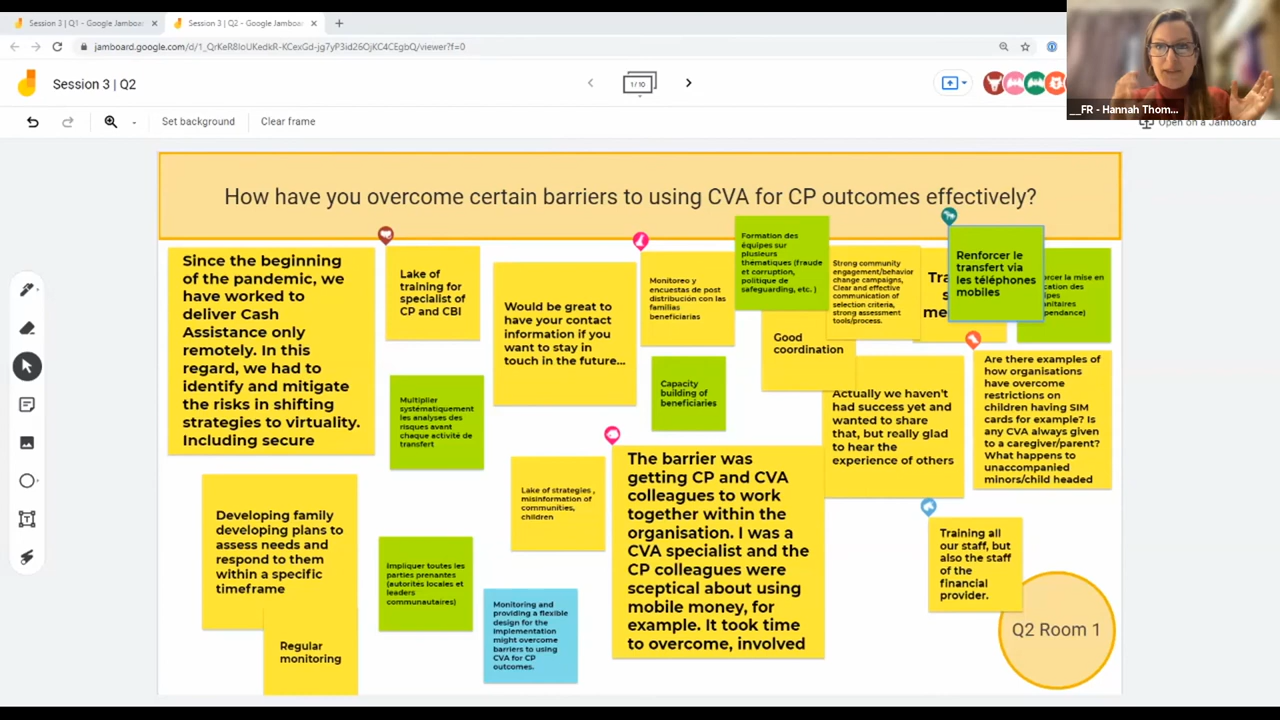 Session 3 | Q1 - Google Jamboa
Session 3 | Q2 - Google Jamboa
jamboard.google.com/d/1_QrKeR8IoUKedkR-KCexGd-jg7yP3id26OjKC4CEgbQ/viewer?f=0
__FR - Hannah Thom...
Session 3 | Q2
1/10
Open on a Jamboard
Set background
Clear frame
How have you overcome certain barriers to using CVA for CP outcomes effectively?
Since the beginning
of the pandemic, we
have worked to
deliver Cash
Assistance only
remotely. In this
regard, we had to
identify and mitigate
the risks in shifting
strategies to virtuality.
Including secure
Lake of
training for
specialist of
CP and CBI
Would be great to
have your contact
information if you
want to stay in
touch in the future...
Monitoreo y
encuestas de post
distribución con las
familias
beneficiarias
Formation des
équipes sur
plusieurs
thématiques (fraude
et corruption,
politique de
safeguarding, etc. )
Strong community
engagement/behavior
change campaigns,
Clear and effective
communication of
selection criteria,
strong assessment
tools/process.
Tra
s
me
Renforcer le
transfert via
les téléphones
mobiles
rcer la mise en
cation des
ipes
anitaires
pendance)
Good
coordination
Multiplier
systématiquement
les analyses des
risques avant
chaque activité de
transfert
Capacity
building of
beneficiaries
Actually we haven't
had success yet and
wanted to share
that, but really glad
to hear the
experience of others
Are there examples of
how organisations
have overcome
restrictions on
children having SIM
cards for example? Is
any CVA always given
to a caregiver/parent?
What happens to
unaccompanied
minors/child headed
Developing family
developing plans to
assess needs and
respond to them
within a specific
timeframe
Lake of strategies ,
misinformation of
communities,
children
The barrier was
getting CP and CVA
colleagues to work
together within the
organisation. I was a
CVA specialist and the
CP colleagues were
sceptical about using
mobile money, for
example. It took time
to overcome, involved
Training all
our staff, but
also the staff
of the
financial
provider.
Impliquer toutes les
parties prenantes
(autorités locales et
leaders
communautaires)
Monitoring and
providing a flexible
design for the
implementation
might overcome
barriers to using
CVA for CP
outcomes.
Regular
monitoring
Q2 Room 1